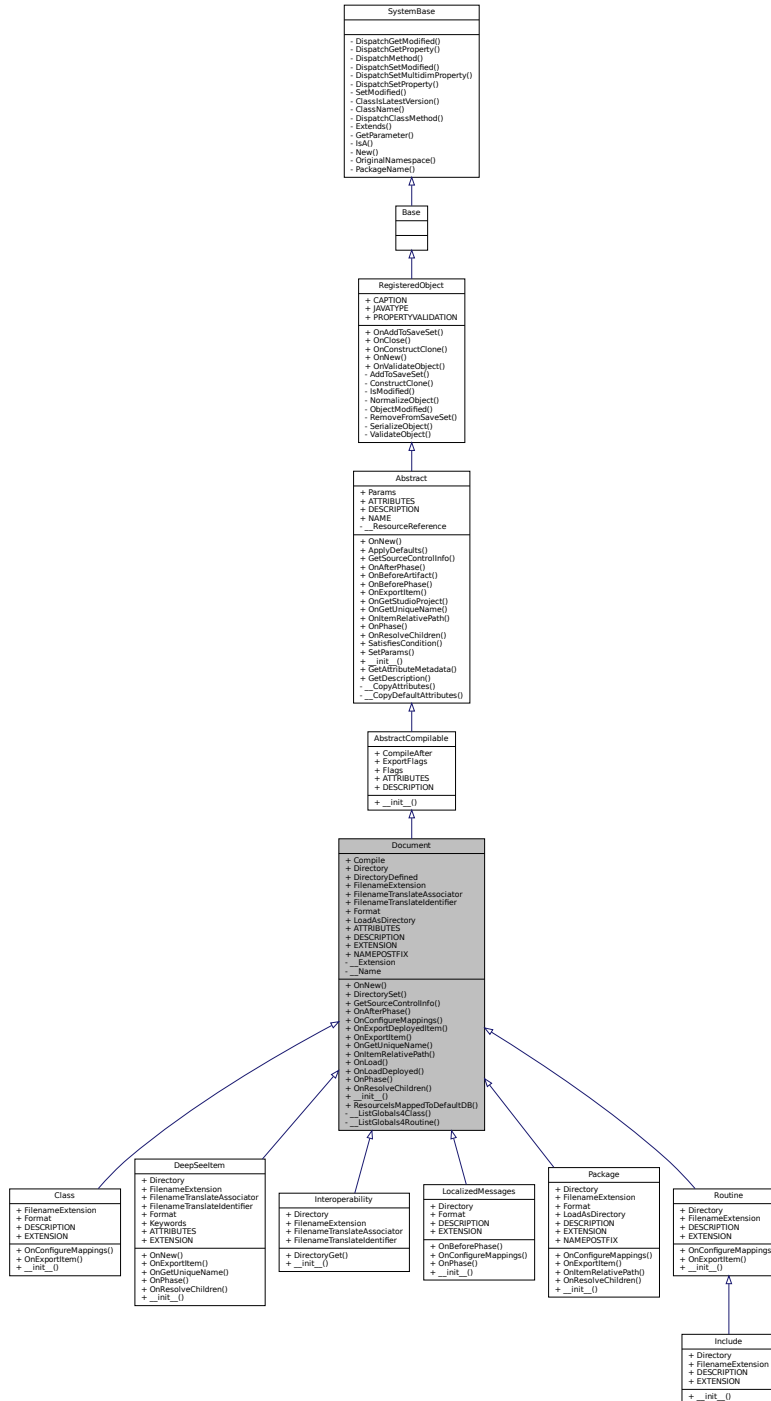 SystemBase
- DispatchGetModified()
- DispatchGetProperty()
- DispatchMethod()
- DispatchSetModified()
- DispatchSetMultidimProperty()
- DispatchSetProperty()
- SetModified()
- ClassIsLatestVersion()
- ClassName()
- DispatchClassMethod()
- Extends()
- GetParameter()
- IsA()
- New()
- OriginalNamespace()
- PackageName()
Base
RegisteredObject
+ CAPTION
+ JAVATYPE
+ PROPERTYVALIDATION
+ OnAddToSaveSet()
+ OnClose()
+ OnConstructClone()
+ OnNew()
+ OnValidateObject()
- AddToSaveSet()
- ConstructClone()
- IsModified()
- NormalizeObject()
- ObjectModified()
- RemoveFromSaveSet()
- SerializeObject()
- ValidateObject()
Abstract
+ Params
+ ATTRIBUTES
+ DESCRIPTION
+ NAME
- __ResourceReference
+ OnNew()
+ ApplyDefaults()
+ GetSourceControlInfo()
+ OnAfterPhase()
+ OnBeforeArtifact()
+ OnBeforePhase()
+ OnExportItem()
+ OnGetStudioProject()
+ OnGetUniqueName()
+ OnItemRelativePath()
+ OnPhase()
+ OnResolveChildren()
+ SatisfiesCondition()
+ SetParams()
+ __init__()
+ GetAttributeMetadata()
+ GetDescription()
- __CopyAttributes()
- __CopyDefaultAttributes()
AbstractCompilable
+ CompileAfter
+ ExportFlags
+ Flags
+ ATTRIBUTES
+ DESCRIPTION
+ __init__()
Document
+ Compile
+ Directory
+ DirectoryDefined
+ FilenameExtension
+ FilenameTranslateAssociator
+ FilenameTranslateIdentifier
+ Format
+ LoadAsDirectory
+ ATTRIBUTES
+ DESCRIPTION
+ EXTENSION
+ NAMEPOSTFIX
- __Extension
- __Name
+ OnNew()
+ DirectorySet()
+ GetSourceControlInfo()
+ OnAfterPhase()
+ OnConfigureMappings()
+ OnExportDeployedItem()
+ OnExportItem()
+ OnGetUniqueName()
+ OnItemRelativePath()
+ OnLoad()
+ OnLoadDeployed()
+ OnPhase()
+ OnResolveChildren()
+ __init__()
+ ResourceIsMappedToDefaultDB()
- __ListGlobals4Class()
- __ListGlobals4Routine()
Class
+ FilenameExtension
+ Format
+ DESCRIPTION
+ EXTENSION
+ OnConfigureMappings()
+ OnExportItem()
+ __init__()
DeepSeeItem
+ Directory
+ FilenameExtension
+ FilenameTranslateAssociator
+ FilenameTranslateIdentifier
+ Format
+ Keywords
+ ATTRIBUTES
+ EXTENSION
+ OnNew()
+ OnExportItem()
+ OnGetUniqueName()
+ OnPhase()
+ OnResolveChildren()
+ __init__()
Interoperability
+ Directory
+ FilenameExtension
+ FilenameTranslateAssociator
+ FilenameTranslateIdentifier
+ DirectoryGet()
+ __init__()
LocalizedMessages
+ Directory
+ Format
+ DESCRIPTION
+ EXTENSION
+ OnBeforePhase()
+ OnConfigureMappings()
+ OnPhase()
+ __init__()
Package
+ Directory
+ FilenameExtension
+ Format
+ LoadAsDirectory
+ DESCRIPTION
+ EXTENSION
+ NAMEPOSTFIX
+ OnConfigureMappings()
+ OnExportItem()
+ OnItemRelativePath()
+ OnResolveChildren()
+ __init__()
Routine
+ Directory
+ FilenameExtension
+ DESCRIPTION
+ EXTENSION
+ OnConfigureMappings
+ OnExportItem()
+ __init__()
Include
+ Directory
+ FilenameExtension
+ DESCRIPTION
+ EXTENSION
+ __init__()